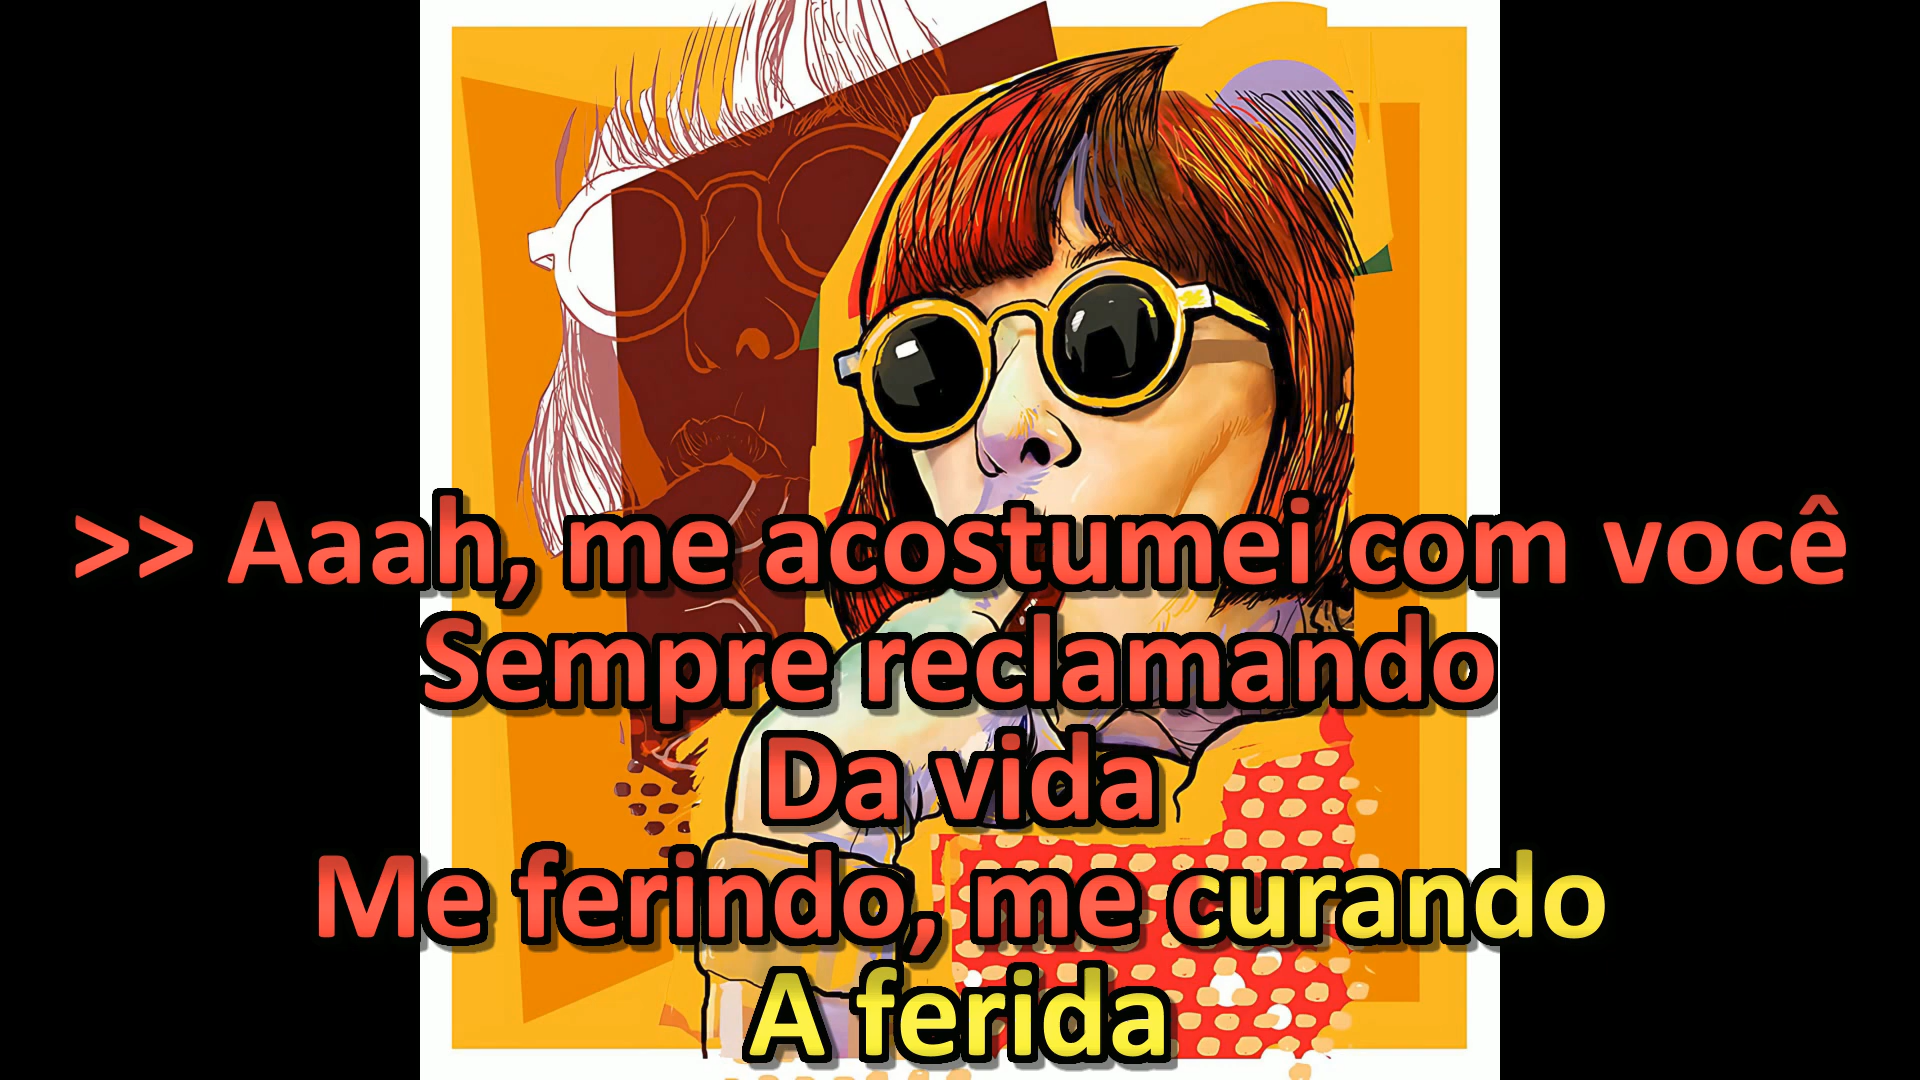 >> Aaah, me acostumei com você
Sempre reclamando
Da vida
Me ferindo, me curando
A ferida